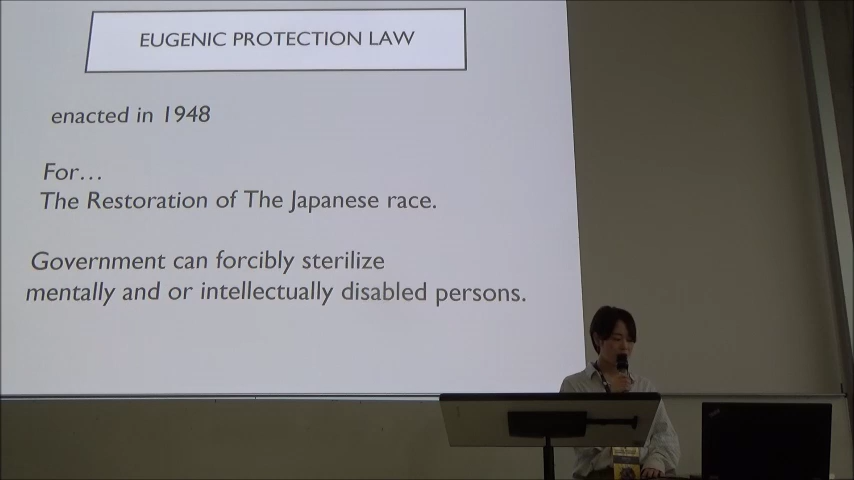 EUGENIC PROTECTION LAW
enacted in 1948
For…
The Restoration of The Japanese race.
Government can forcibly sterilize
mentally and or intellectually disabled persons.